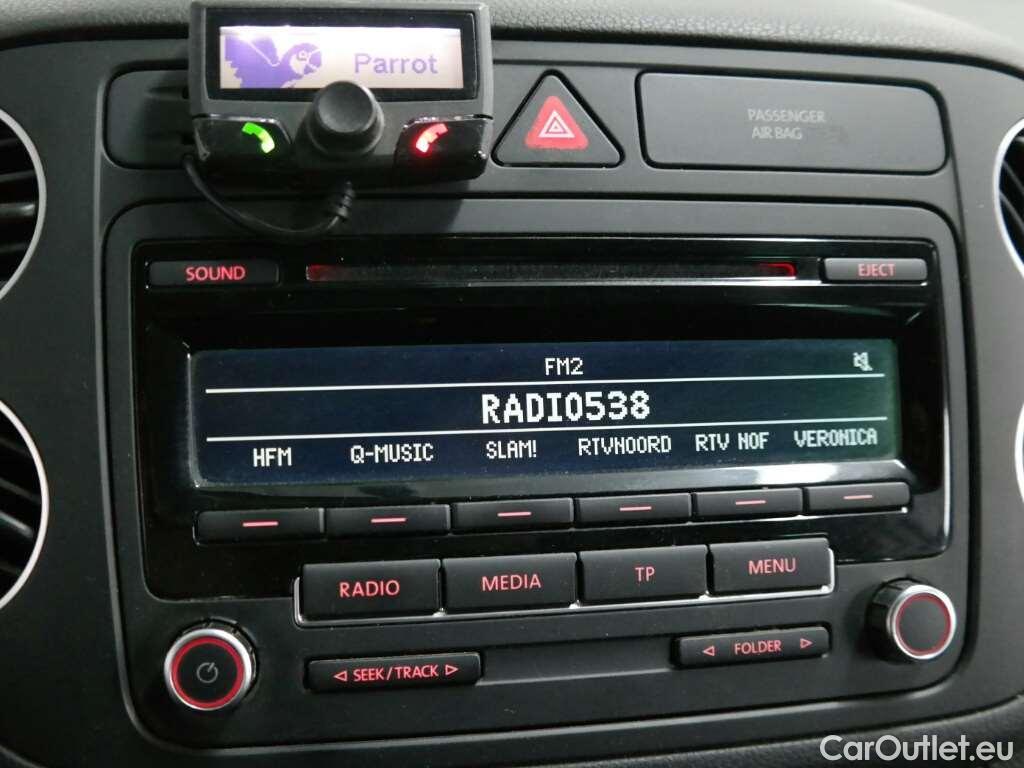 Parrot
PASSENGER
AIR BAG
SOUND
EJECT
FM2
RADIO538
HFM Q-MUSIC SLAM! RTVNOORD RTV NOF VERONICA
RADIO MEDIA TP MENU
SEEK/TRACK
FOLDER
CarOutlet.eu